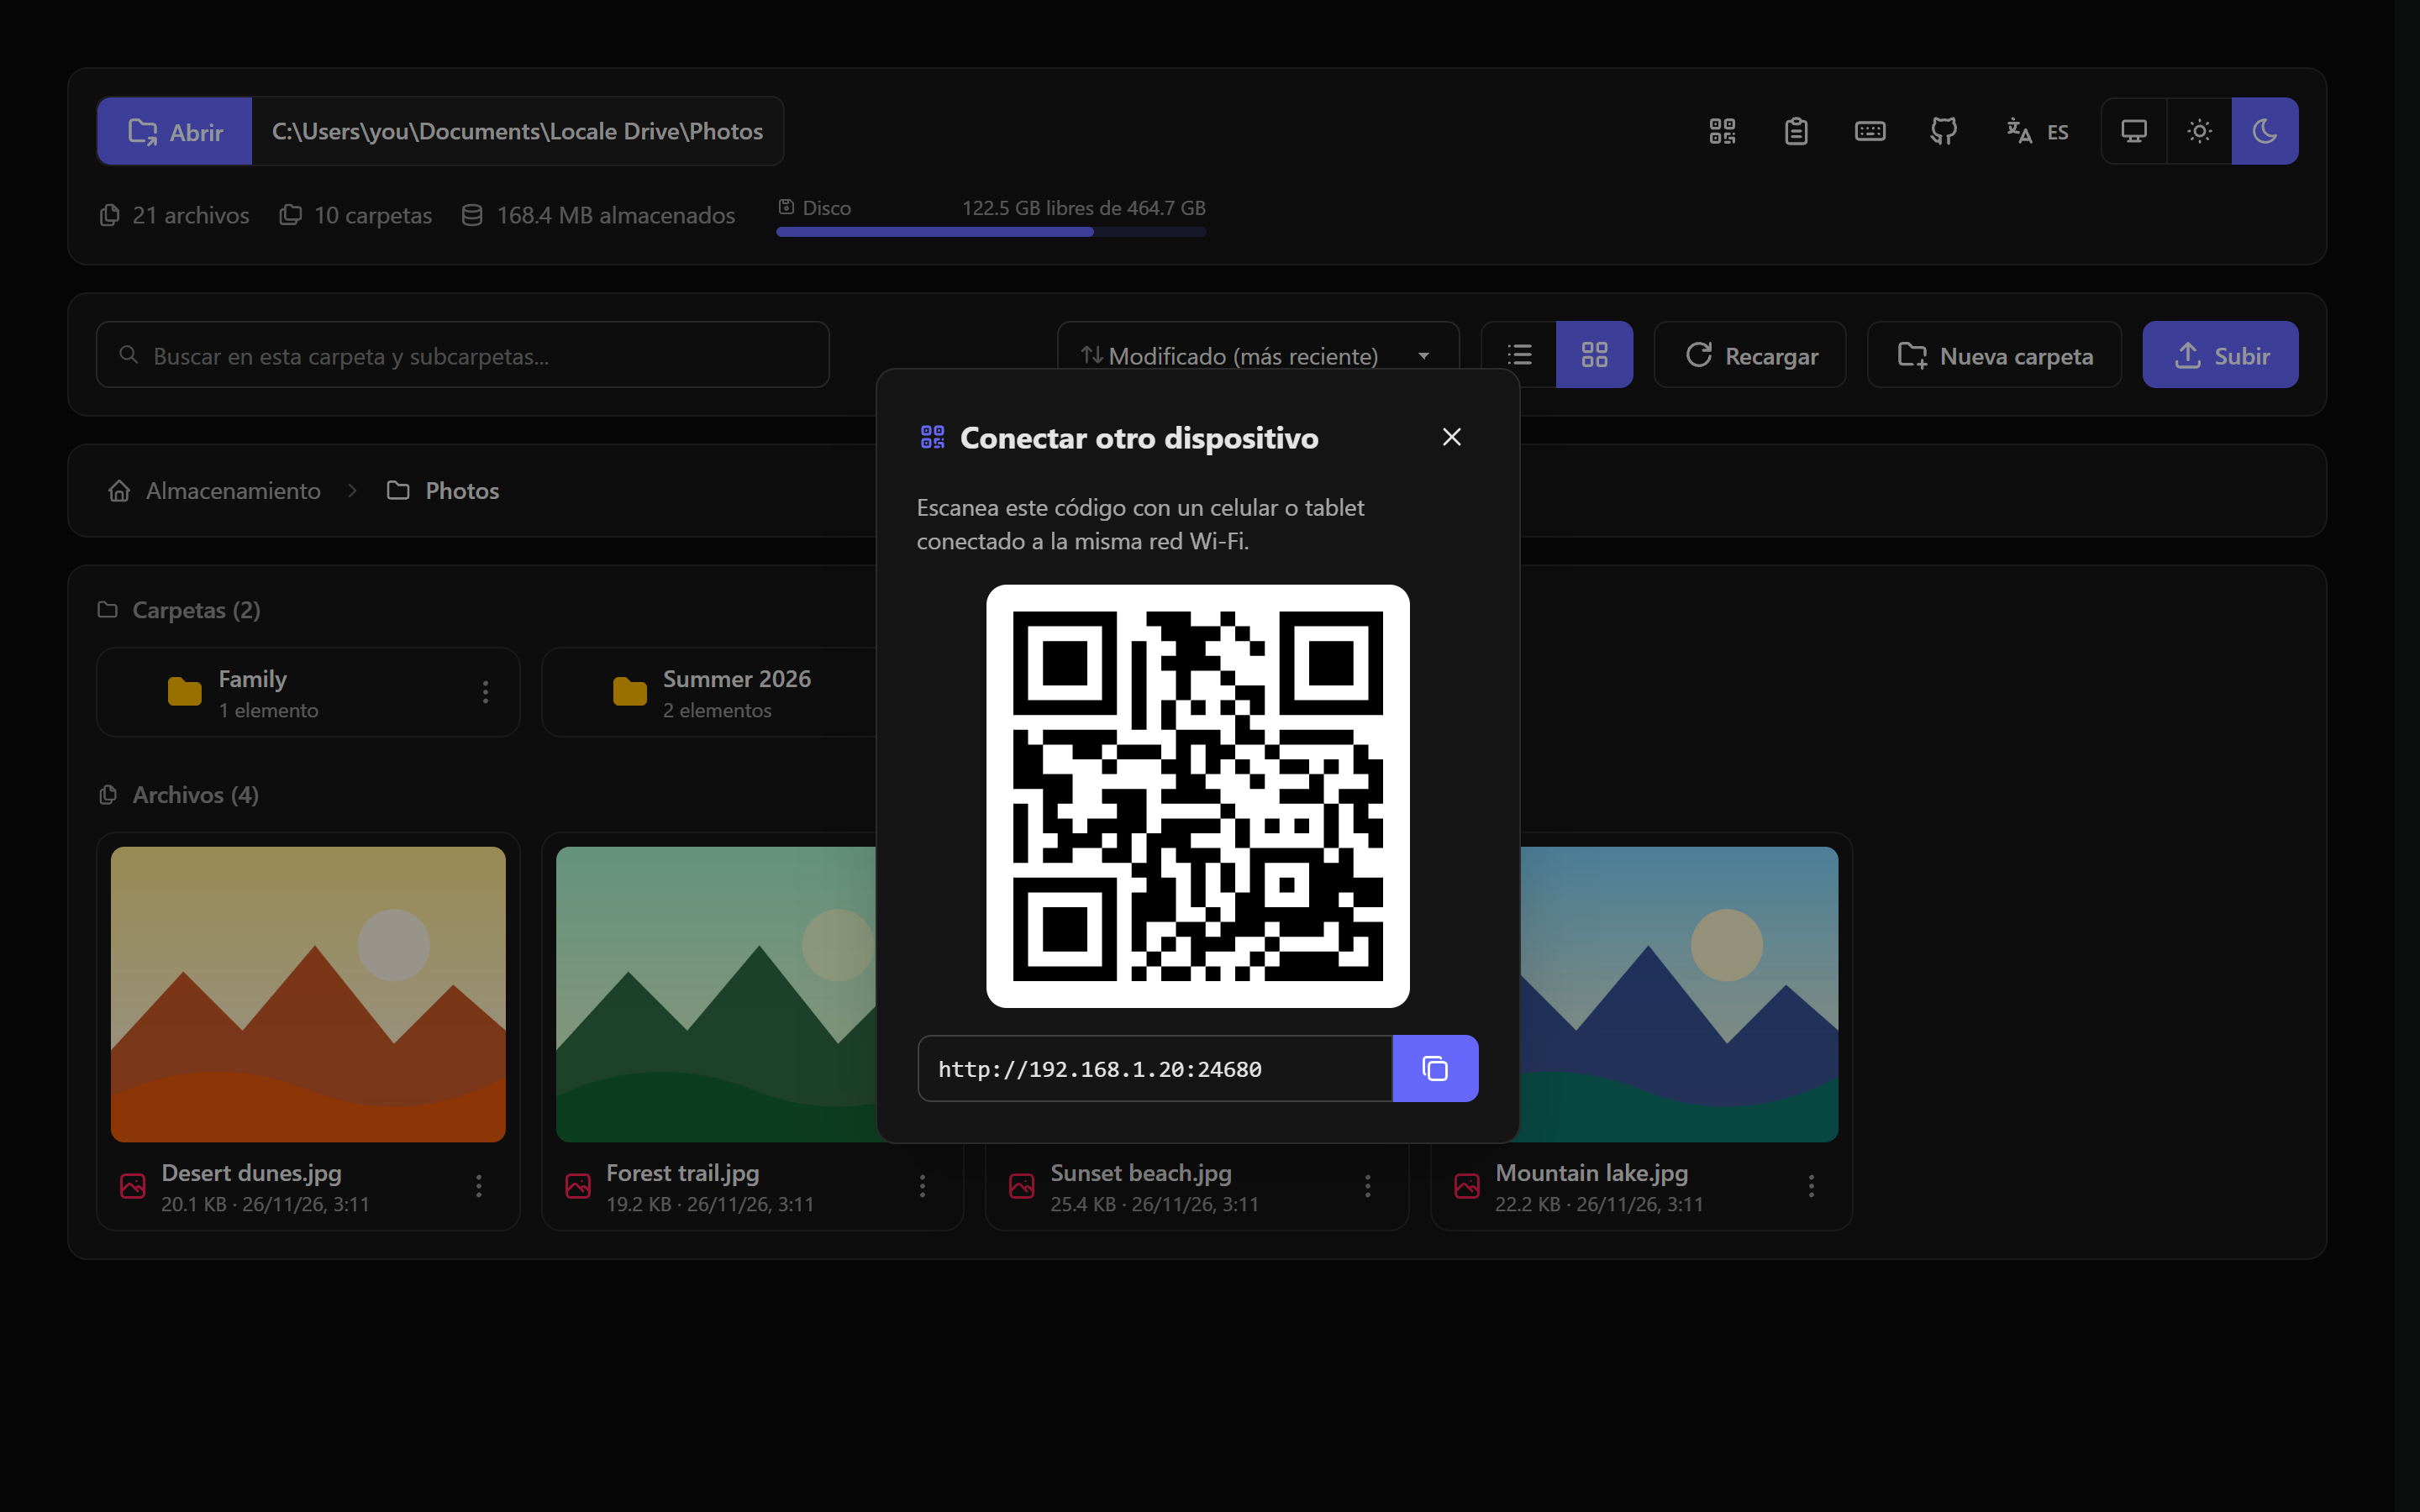 Abrir
C:\Users\you\Documents\Locale Drive\Photos
ES
21 archivos
10 carpetas
168.4 MB almacenados
Disco
122.5 GB libres de 464.7 GB
Buscar en esta carpeta y subcarpetas...
Modificado (más reciente)
Recargar
Nueva carpeta
Subir
Almacenamiento
Photos
Conectar otro dispositivo
Escanea este código con un celular o tablet
conectado a la misma red Wi-Fi.
http://192.168.1.20:24680
Carpetas (2)
Family
1 elemento
Summer 2026
2 elementos
Archivos (4)
Desert dunes.jpg
20.1 KB · 26/11/26, 3:11
Forest trail.jpg
19.2 KB · 26/11/26, 3:11
Sunset beach.jpg
25.4 KB · 26/11/26, 3:11
Mountain lake.jpg
22.2 KB · 26/11/26, 3:11